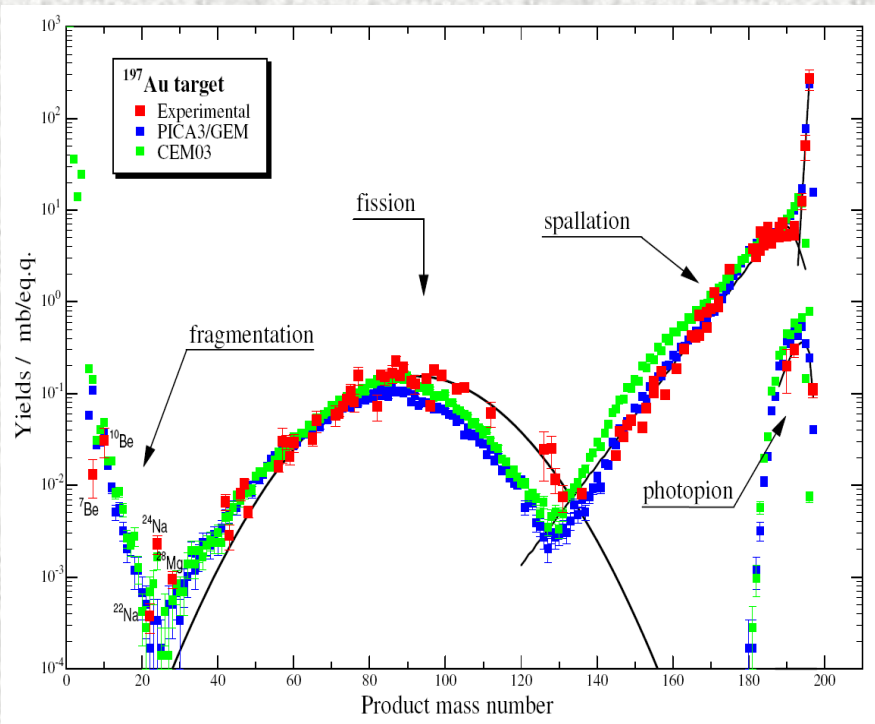 10³
10²
10¹
10⁰
10⁻¹
10⁻²
10⁻³
10⁻⁴
Yields / mb/eq.q.
¹⁹⁷Au target
Experimental
PICA3/GEM
CEM03
fission
spallation
fragmentation
photopion
¹⁰Be
⁷Be
²⁴Na
²⁸Mg
²²Na
0 20 40 60 80 100 120 140 160 180 200
Product mass number